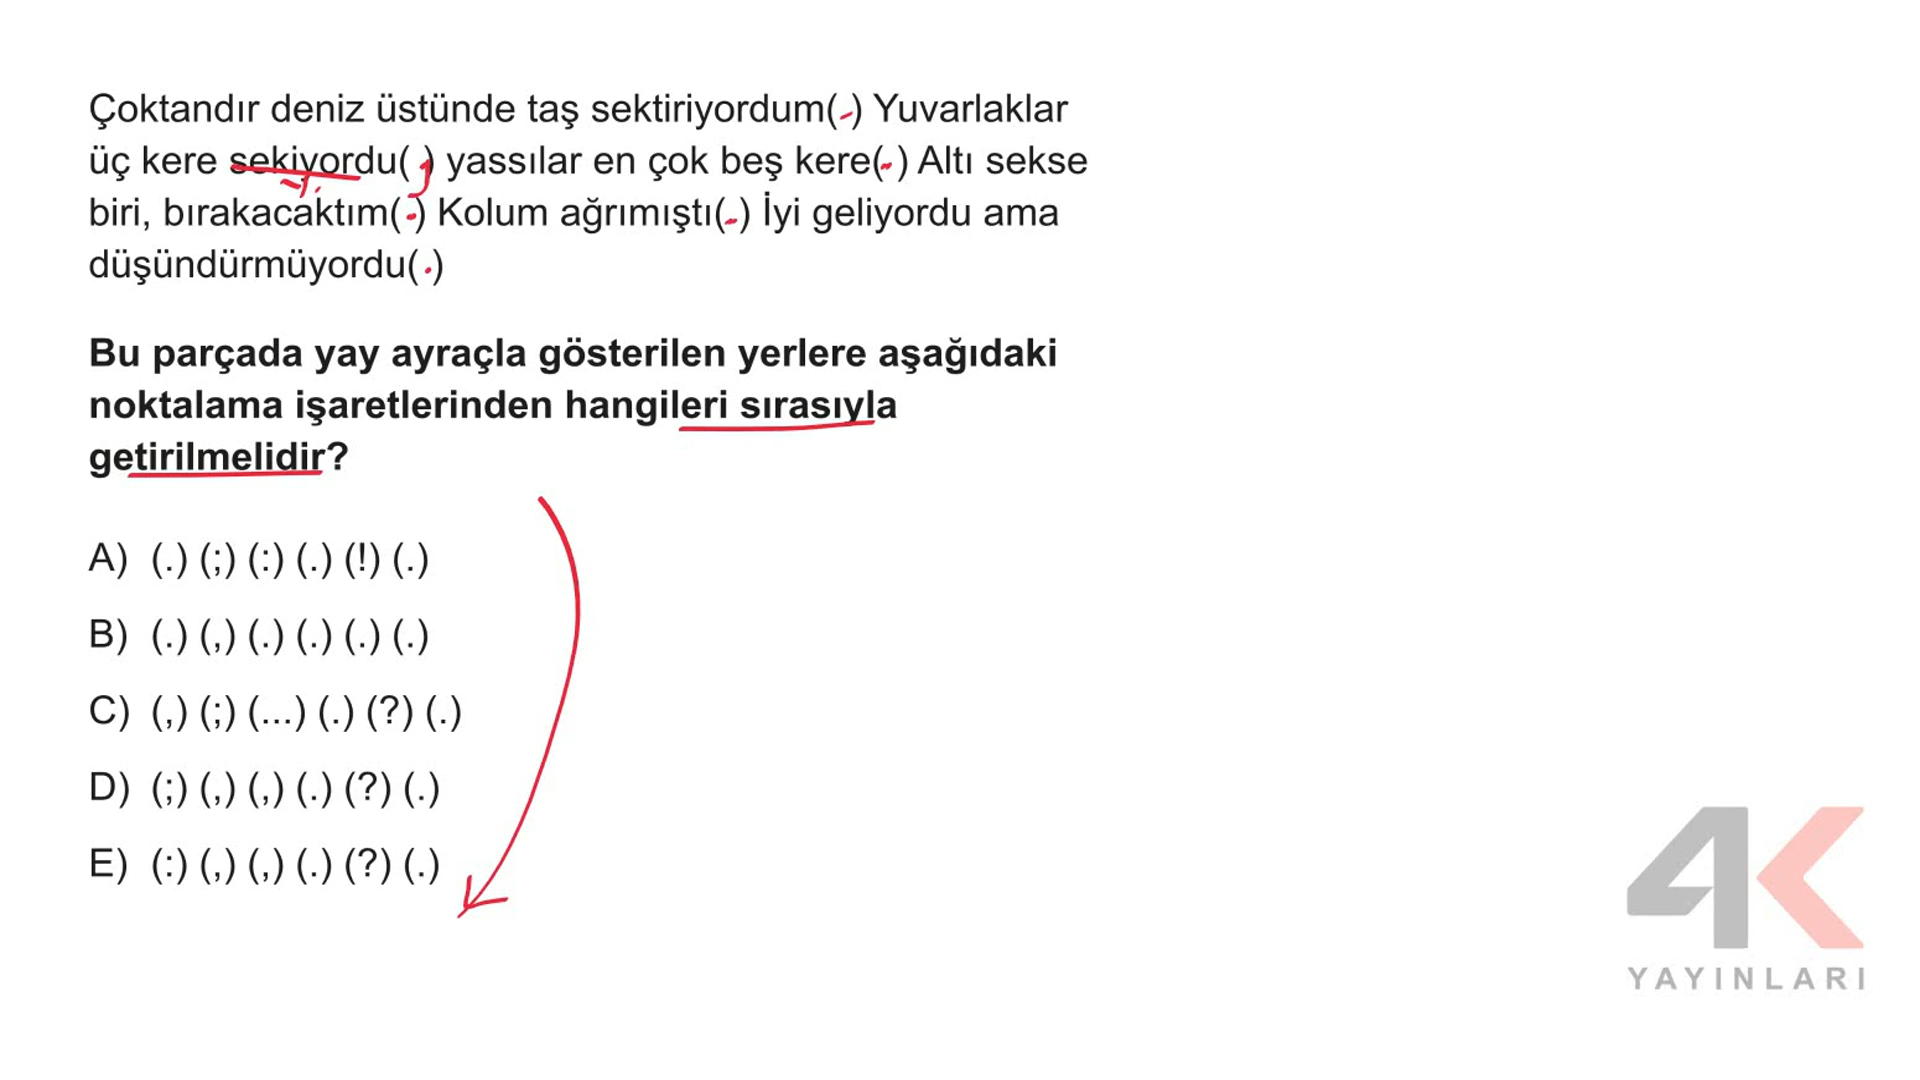 Çoktandır deniz üstünde taş sektiriyordum(.) Yuvarlaklar
üç kere sekiyordu( , ) yassılar en çok beş kere(.) Altı sekse
biri, bırakacaktım(.) Kolum ağrımıştı(.) İyi geliyordu ama
düşündürmüyordu(.)
Bu parçada yay ayraçla gösterilen yerlere aşağıdaki
noktalama işaretlerinden hangileri sırasıyla
getirilmelidir?
A) (.) (;) (:) (.) (!) (.)
B) (.) (,) (.) (.) (.) (.)
C) (,) (;) (...) (.) (?) (.)
D) (;) (,) (,) (.) (?) (.)
E) (:) (,) (,) (.) (?) (.)
4K
YAYINLARI